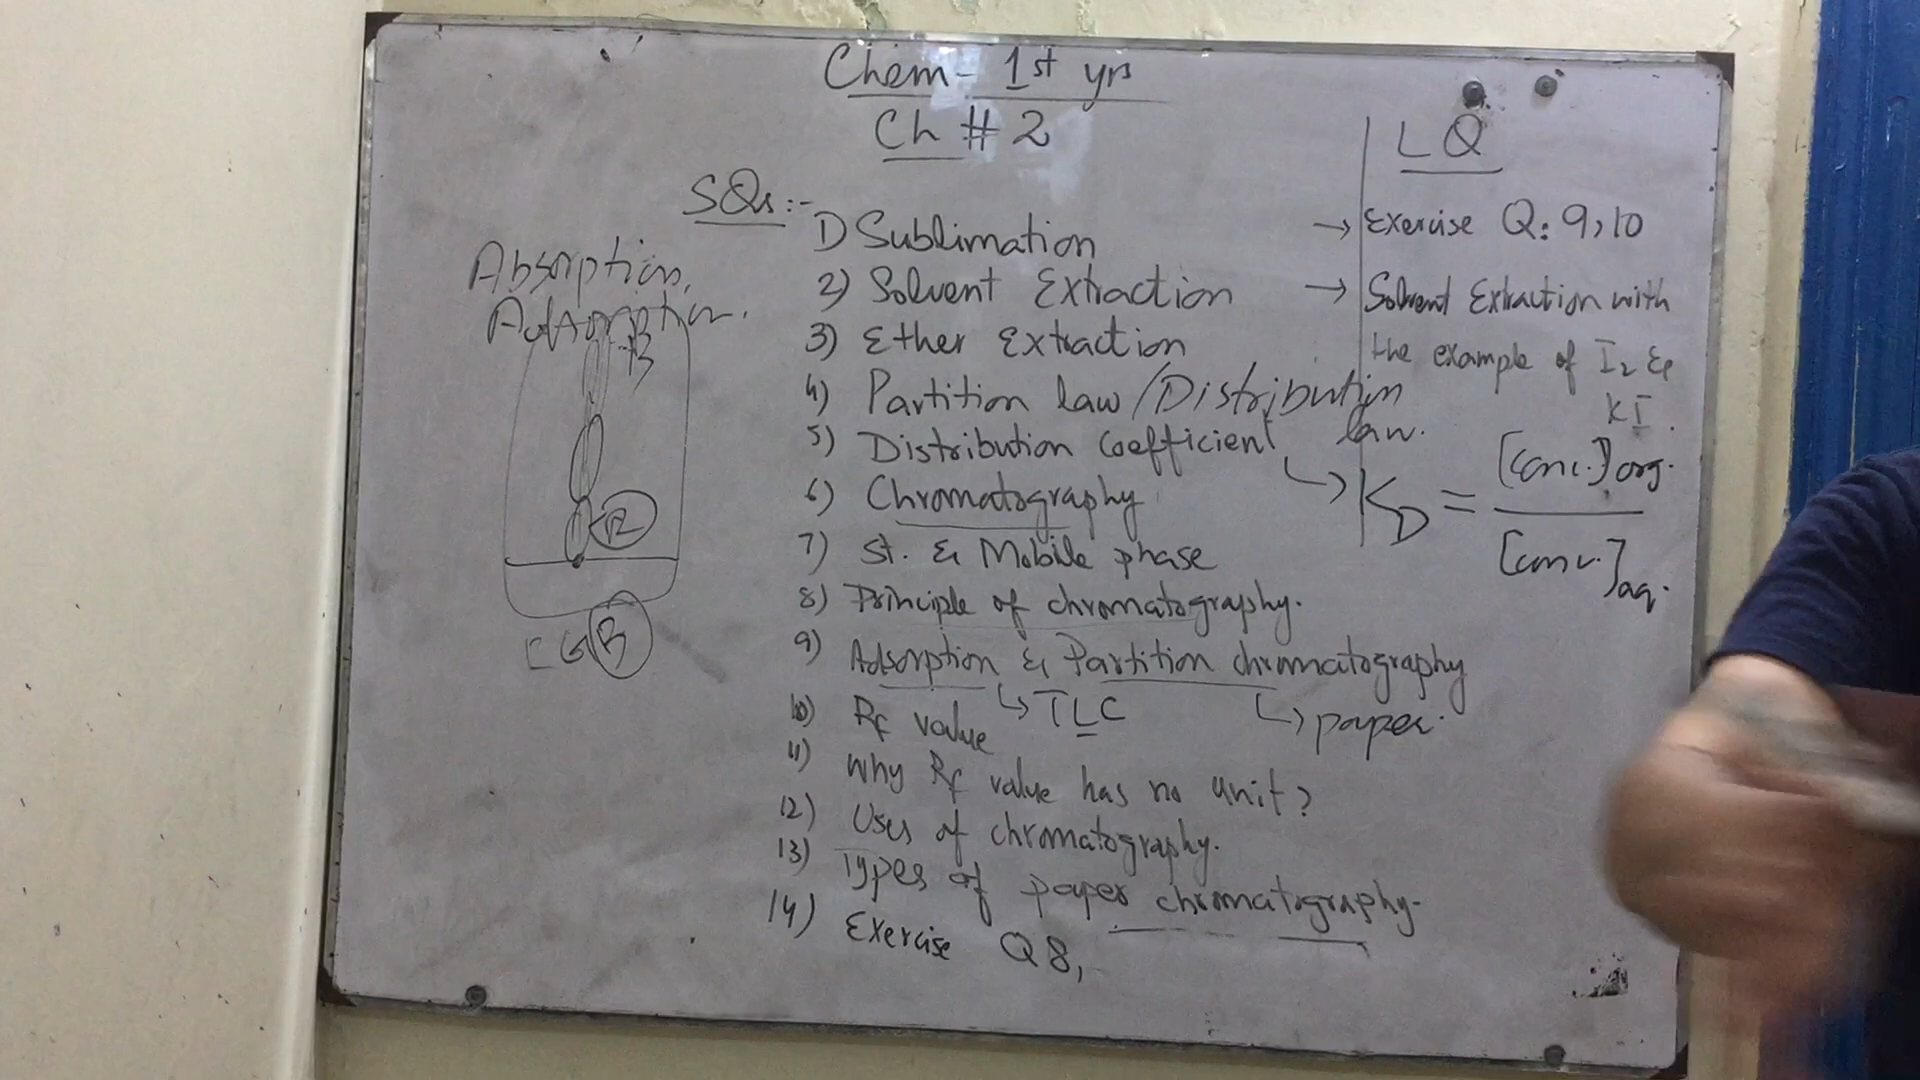 Chem - 1st yrs
Ch # 2
SQs :-
1) Sublimation
2) Solvent Extraction
3) Ether Extraction
4) Partition law / Distribution law.
5) Distribution Coefficient
6) Chromatography
7) St. & Mobile phase
8) Principle of chromatography.
9) Adsorption & Partition chromatography
↳ TLC
↳ paper.
10) Rf value
11) Why Rf value has no unit?
12) Uses of chromatography.
13) Types of paper chromatography.
14) Exercise Q8,
LQ
→ Exercise Q: 9,10
→ Solvent Extraction with
the example of I2 &
KI.
↳ KD = [conc.]org. / [conc.]aq.
Absorption.
Adsorption.
B
R
G B